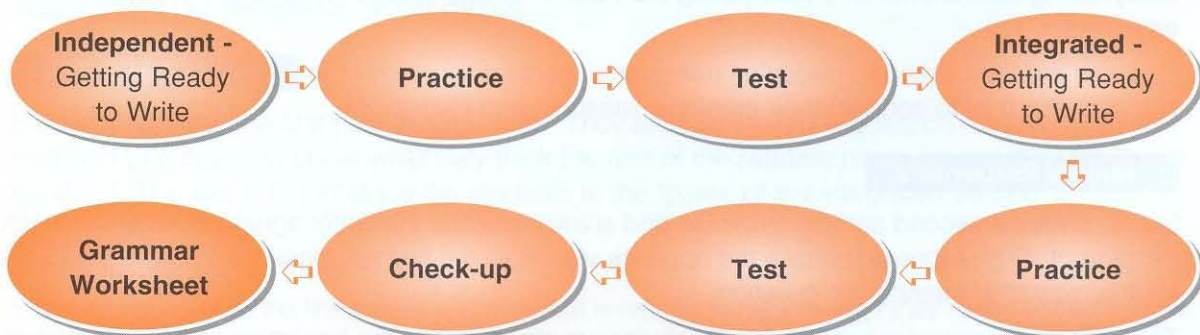 Independent -
Getting Ready
to Write
Practice
Test
Integrated -
Getting Ready
to Write
Practice
Test
Check-up
Grammar
Worksheet